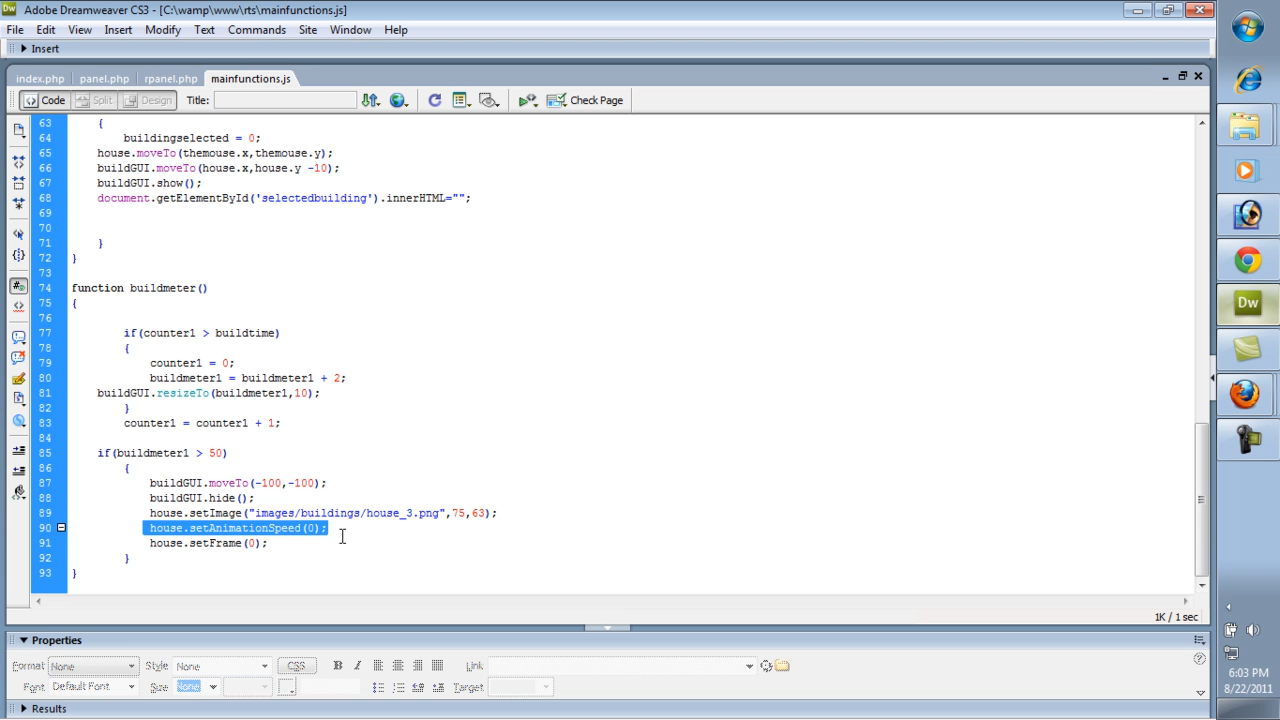 Adobe Dreamweaver CS3 - [C:\wamp\www\rts\mainfunctions.js]
File Edit View Insert Modify Text Commands Site Window Help
Insert
index.php panel.php rpanel.php mainfunctions.js
Code Split Design Title: Check Page
63 {
64 buildingselected = 0;
65 house.moveTo(themouse.x,themouse.y);
66 buildGUI.moveTo(house.x,house.y -10);
67 buildGUI.show();
68 document.getElementById('selectedbuilding').innerHTML="";
69
70
71 }
72 }
73
74 function buildmeter()
75 {
76
77 if(counter1 > buildtime)
78 {
79 counter1 = 0;
80 buildmeter1 = buildmeter1 + 2;
81 buildGUI.resizeTo(buildmeter1,10);
82 }
83 counter1 = counter1 + 1;
84
85 if(buildmeter1 > 50)
86 {
87 buildGUI.moveTo(-100,-100);
88 buildGUI.hide();
89 house.setImage("images/buildings/house_3.png",75,63);
90 house.setAnimationSpeed(0);
91 house.setFrame(0);
92 }
93 }
1K / 1 sec
Properties
Format None Style None CSS B I Link
Font Default Font Size None Target
Results
Dw
6:03 PM
8/22/2011